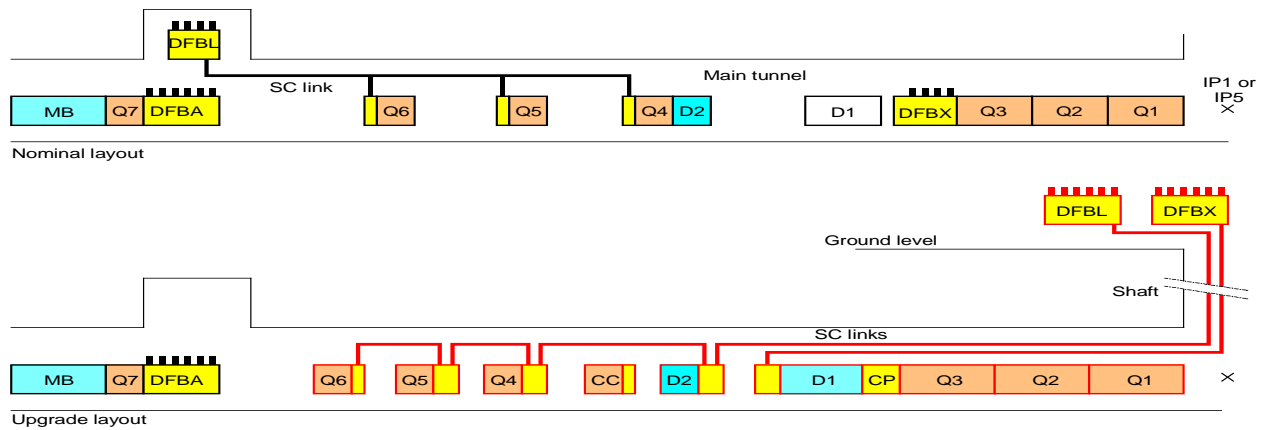 DFBL
SC link
Main tunnel
IP1 or
IP5
MB Q7 DFBA Q6 Q5 Q4 D2 D1 DFBX Q3 Q2 Q1
Nominal layout
DFBL DFBX
Ground level
Shaft
SC links
MB Q7 DFBA Q6 Q5 Q4 CC D2 D1 CP Q3 Q2 Q1
Upgrade layout